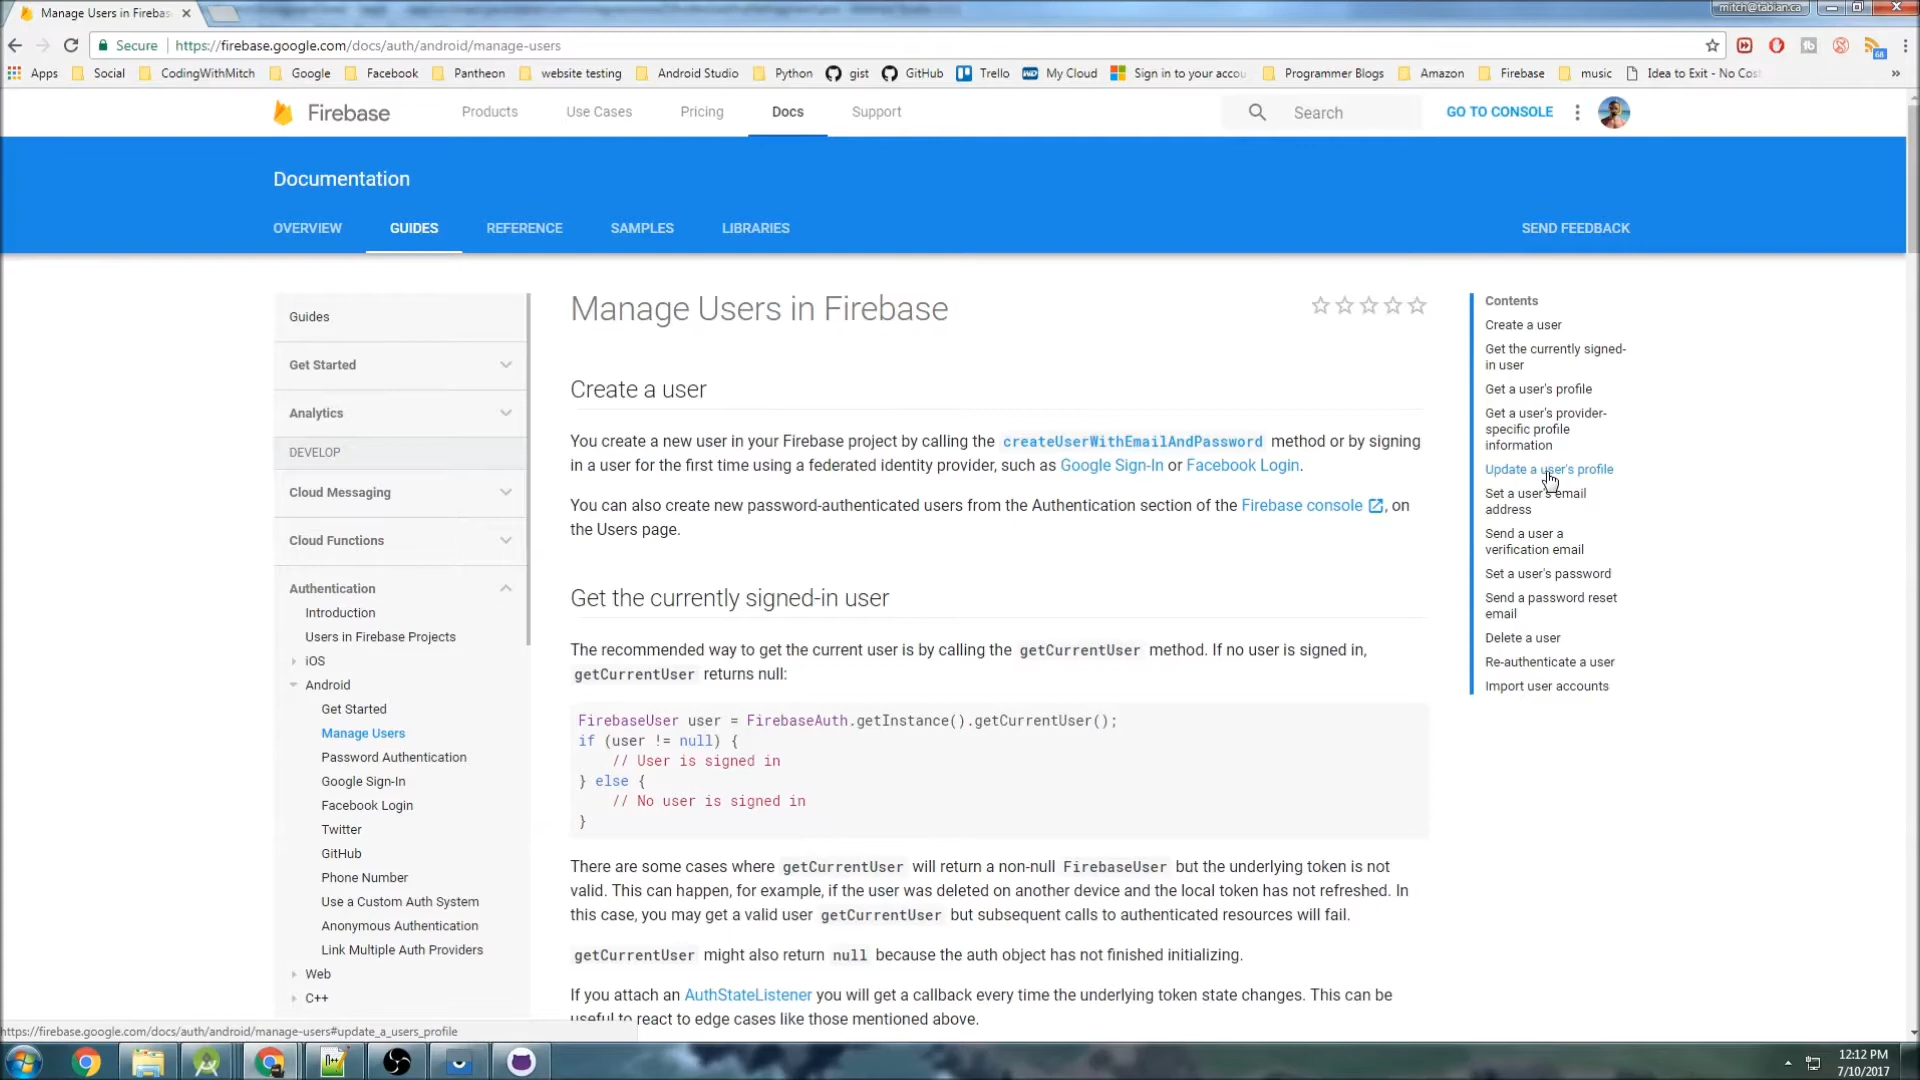 Manage Users in Firebas
mitch@tabian.ca
Secure
https://firebase.google.com/docs/auth/android/manage-users
68
Apps
Social
CodingWithMitch
Google
Facebook
Pantheon
website testing
Android Studio
Python
gist
GitHub
Trello
My Cloud
Sign in to your accou
Programmer Blogs
Amazon
Firebase
music
Idea to Exit - No Cos
»
Firebase
Products
Use Cases
Pricing
Docs
Support
Search
GO TO CONSOLE
Documentation
OVERVIEW
GUIDES
REFERENCE
SAMPLES
LIBRARIES
SEND FEEDBACK
Guides
Get Started
Analytics
DEVELOP
Cloud Messaging
Cloud Functions
Authentication
Introduction
Users in Firebase Projects
iOS
Android
Get Started
Manage Users
Password Authentication
Google Sign-In
Facebook Login
Twitter
GitHub
Phone Number
Use a Custom Auth System
Anonymous Authentication
Link Multiple Auth Providers
Web
C++
Manage Users in Firebase
Create a user
You create a new user in your Firebase project by calling the createUserWithEmailAndPassword method or by signing
in a user for the first time using a federated identity provider, such as Google Sign-In or Facebook Login.
You can also create new password-authenticated users from the Authentication section of the Firebase console , on
the Users page.
Get the currently signed-in user
The recommended way to get the current user is by calling the getCurrentUser method. If no user is signed in,
getCurrentUser returns null:
FirebaseUser user = FirebaseAuth.getInstance().getCurrentUser();
if (user != null) {
// User is signed in
} else {
// No user is signed in
}
There are some cases where getCurrentUser will return a non-null FirebaseUser but the underlying token is not
valid. This can happen, for example, if the user was deleted on another device and the local token has not refreshed. In
this case, you may get a valid user getCurrentUser but subsequent calls to authenticated resources will fail.
getCurrentUser might also return null because the auth object has not finished initializing.
If you attach an AuthStateListener you will get a callback every time the underlying token state changes. This can be
useful to react to edge cases like those mentioned above.
Contents
Create a user
Get the currently signed-
in user
Get a user's profile
Get a user's provider-
specific profile
information
Update a user's profile
Set a user's email
address
Send a user a
verification email
Set a user's password
Send a password reset
email
Delete a user
Re-authenticate a user
Import user accounts
https://firebase.google.com/docs/auth/android/manage-users#update_a_users_profile
12:12 PM
7/10/2017